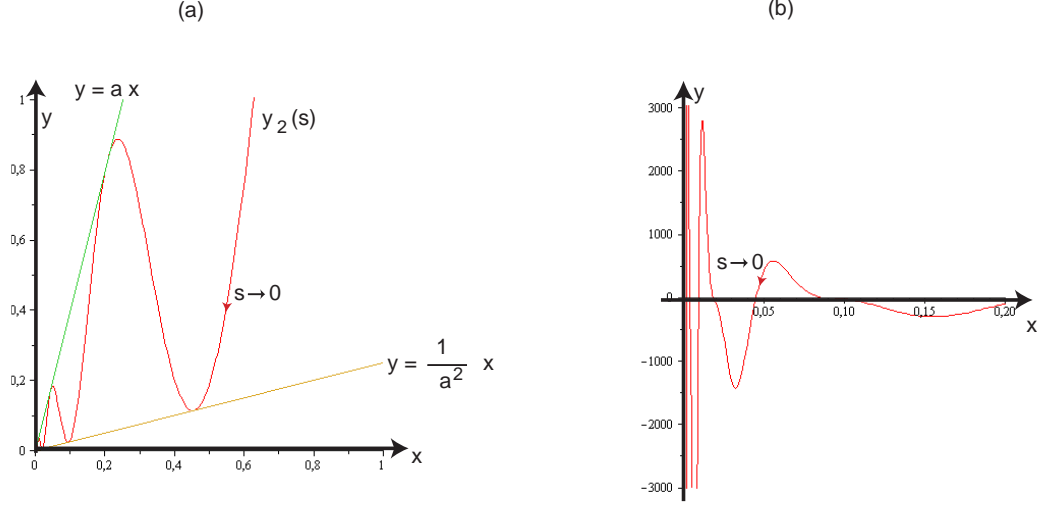 (a)
y = a x
1
y
y 2 (s)
0,8
0,6
s→0
0,4
y = 1/a² x
0,2
0
0 0,2 0,4 0,6 0,8 1
x
(b)
y
3000
2000
1000
s→0
0
0,05 0,10 0,15 0,20
x
−1000
−2000
−3000